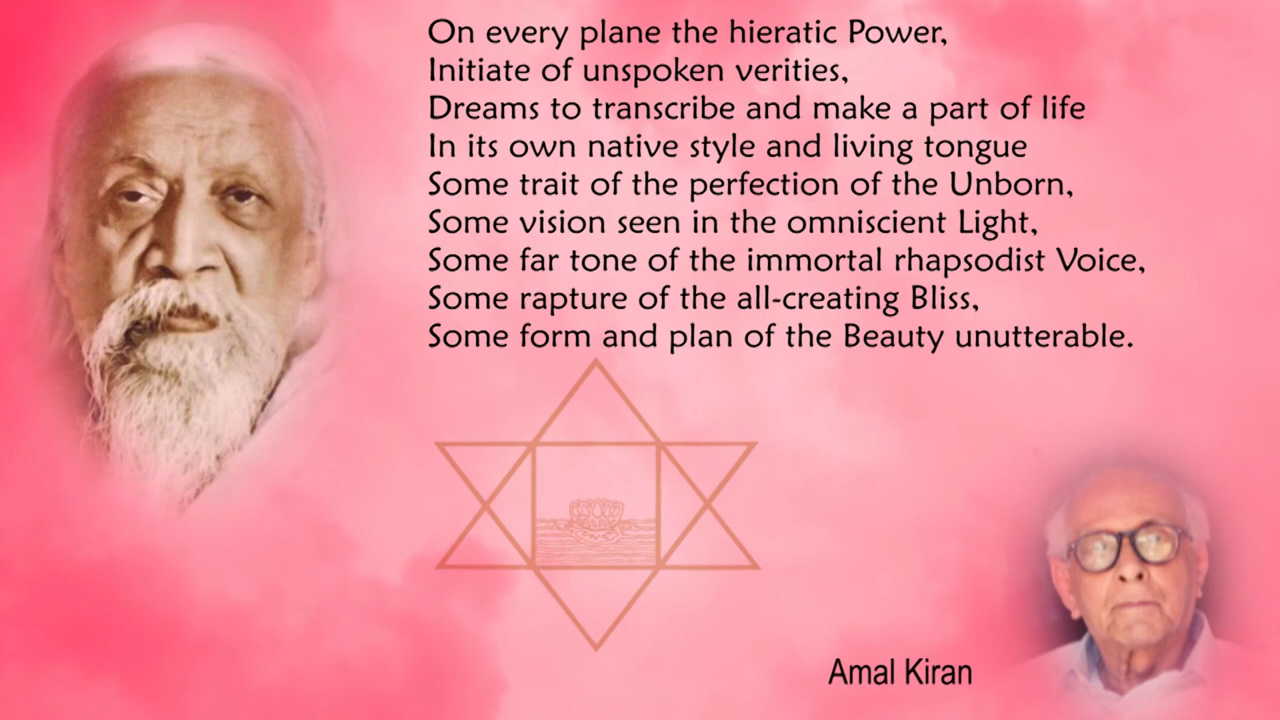 On every plane the hieratic Power,
Initiate of unspoken verities,
Dreams to transcribe and make a part of life
In its own native style and living tongue
Some trait of the perfection of the Unborn,
Some vision seen in the omniscient Light,
Some far tone of the immortal rhapsodist Voice,
Some rapture of the all-creating Bliss,
Some form and plan of the Beauty unutterable.
Amal Kiran